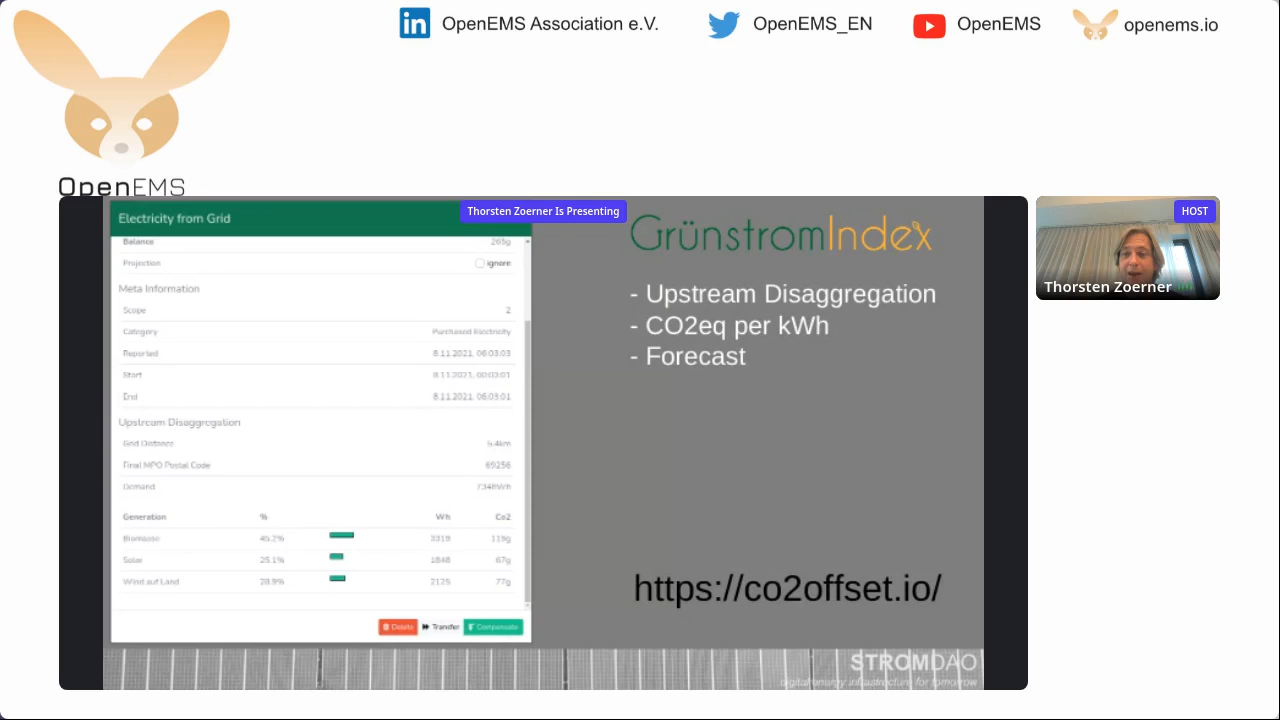 OpenEMS Association e.V. OpenEMS_EN OpenEMS openems.io
OpenEMS
Thorsten Zoerner Is Presenting
HOST
Thorsten Zoerner
Electricity from Grid
Balance 265g
Projection ignore
Meta Information
Scope 2
Category Purchased Electricity
Reported 8.11.2021, 06:03:03
Start 8.11.2021, 00:03:01
End 8.11.2021, 06:03:01
Upstream Disaggregation
Grid Distance 5.4km
Final MPO Postal Code 69256
Demand
Generation % Wh Co2
Biomasse 45.2% 3319 119g
Solar 25.1% 1848 67g
Wind auf Land 28.9% 2125 77g
Delete Transfer Compensate
GrünstromIndex
- Upstream Disaggregation
- CO2eq per kWh
- Forecast
https://co2offset.io/
STROMDAO
digital energy infrastructure for tomorrow